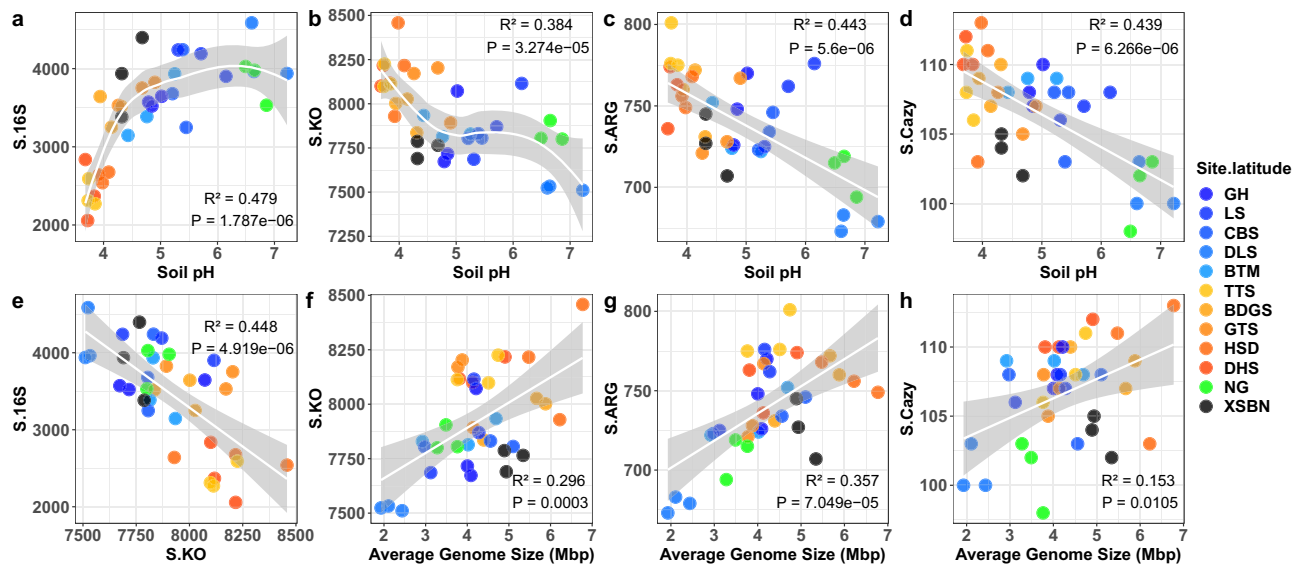 a
R² = 0.479
P = 1.787e−06
S.16S
4000
3000
2000
4
5
6
7
Soil pH
b
R² = 0.384
P = 3.274e−05
S.KO
8500
8250
8000
7750
7500
7250
4
5
6
7
Soil pH
c
R² = 0.443
P = 5.6e−06
S.ARG
800
750
700
4
5
6
7
Soil pH
d
R² = 0.439
P = 6.266e−06
S.Cazy
110
105
100
4
5
6
7
Soil pH
e
R² = 0.448
P = 4.919e−06
S.16S
4000
3000
2000
7500
7750
8000
8250
8500
S.KO
f
R² = 0.296
P = 0.0003
S.KO
8500
8250
8000
7750
7500
2
3
4
5
6
7
Average Genome Size (Mbp)
g
R² = 0.357
P = 7.049e−05
S.ARG
800
750
700
2
3
4
5
6
7
Average Genome Size (Mbp)
h
R² = 0.153
P = 0.0105
S.Cazy
110
105
100
2
3
4
5
6
7
Average Genome Size (Mbp)
Site.latitude
GH
LS
CBS
DLS
BTM
TTS
BDGS
GTS
HSD
DHS
NG
XSBN